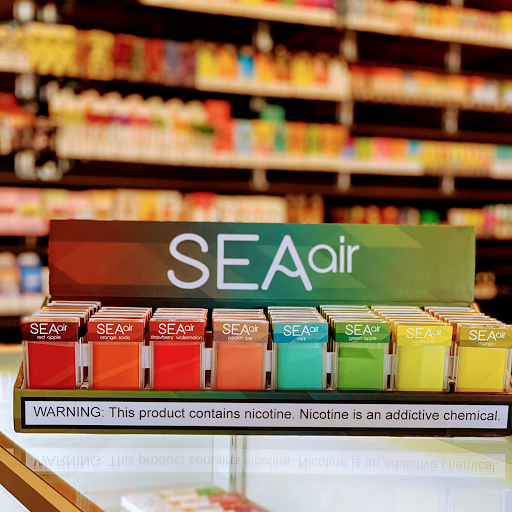 SEAair
SEAair
red apple
SEAair
orange soda
SEAair
strawberry watermelon
SEAair
peach ice
SEAair
mint
SEAair
green apple
SEAair
SEAair
mango
WARNING: This product contains nicotine. Nicotine is an addictive chemical.